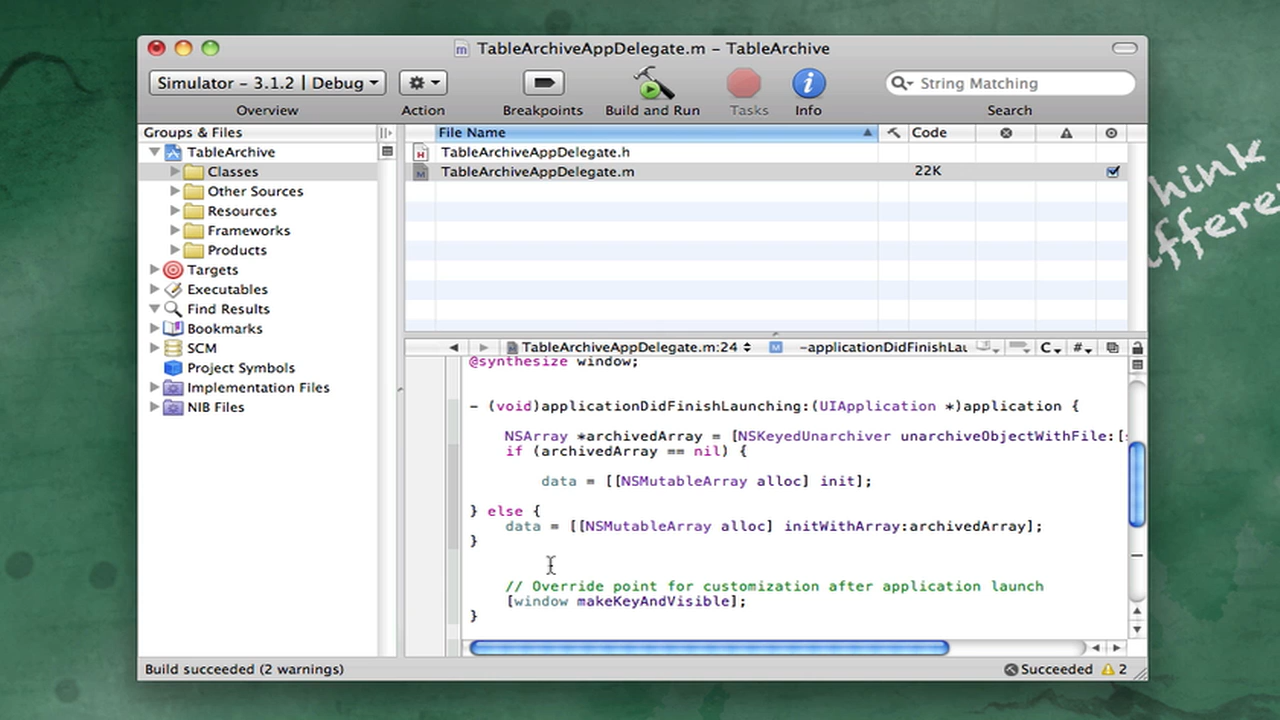 TableArchiveAppDelegate.m – TableArchive
Simulator – 3.1.2 | Debug
String Matching
Overview
Action
Breakpoints
Build and Run
Tasks
Info
Search
Groups & Files
File Name
Code
TableArchive
TableArchiveAppDelegate.h
Classes
TableArchiveAppDelegate.m
22K
Other Sources
Resources
Frameworks
Products
Targets
Executables
Find Results
Bookmarks
SCM
Project Symbols
Implementation Files
NIB Files
TableArchiveAppDelegate.m:24
-applicationDidFinishLau
C
#
@synthesize window;
- (void)applicationDidFinishLaunching:(UIApplication *)application {
NSArray *archivedArray = [NSKeyedUnarchiver unarchiveObjectWithFile:[s
if (archivedArray == nil) {
data = [[NSMutableArray alloc] init];
} else {
data = [[NSMutableArray alloc] initWithArray:archivedArray];
}
// Override point for customization after application launch
[window makeKeyAndVisible];
}
Build succeeded (2 warnings)
Succeeded
2
hink
iffere